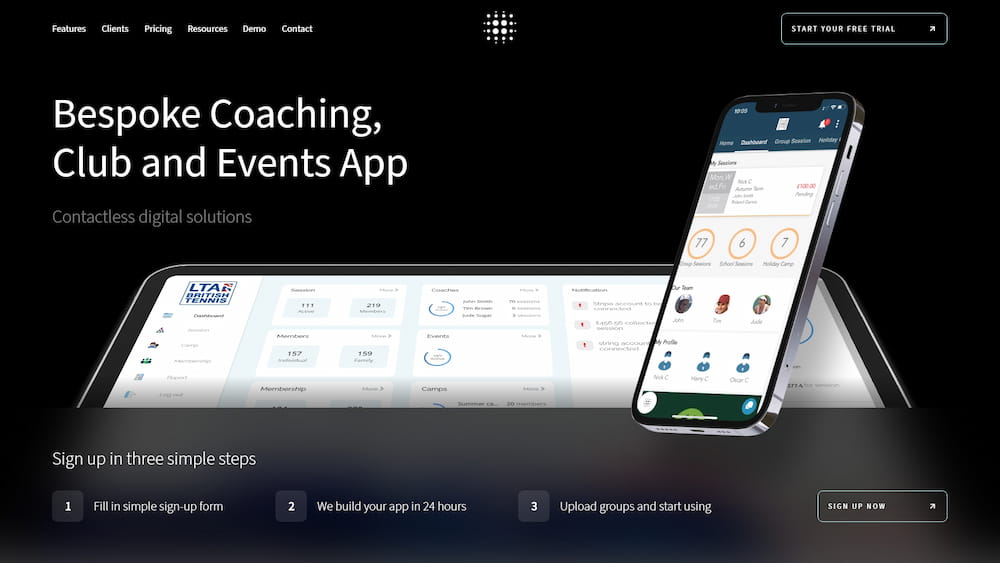 Features Clients Pricing Resources Demo Contact
START YOUR FREE TRIAL
Bespoke Coaching,
Club and Events App
Contactless digital solutions
10:05
Home Dashboard Group Session Holiday
My Sessions
Mon,W
ed,Fri
Nick C
Autumn Term
John Smith
Roland Garros
£100.00
Pending
77 6 7
Group Sessions School Sessions Holiday Camp
Our Team
John Tim Jude
My Profile
Nick C Harry C Oscar C
LTA
BRITISH
TENNIS
Dashboard
Session
Camp
Membership
Report
Log out
Session More >
111 219
Active Members
Members More >
157 159
Individual Family
Membership More >
Coaches More >
John Smith 79 sessions
Tim Brown 6 sessions
Jude Sugar 3 sessions
Events More >
Camps More >
Summer ca... 20 members
Notification
Stripe account to be
connected
£456.56 collected
session
string account
connected
for session
Sign up in three simple steps
1 Fill in simple sign-up form
2 We build your app in 24 hours
3 Upload groups and start using
SIGN UP NOW